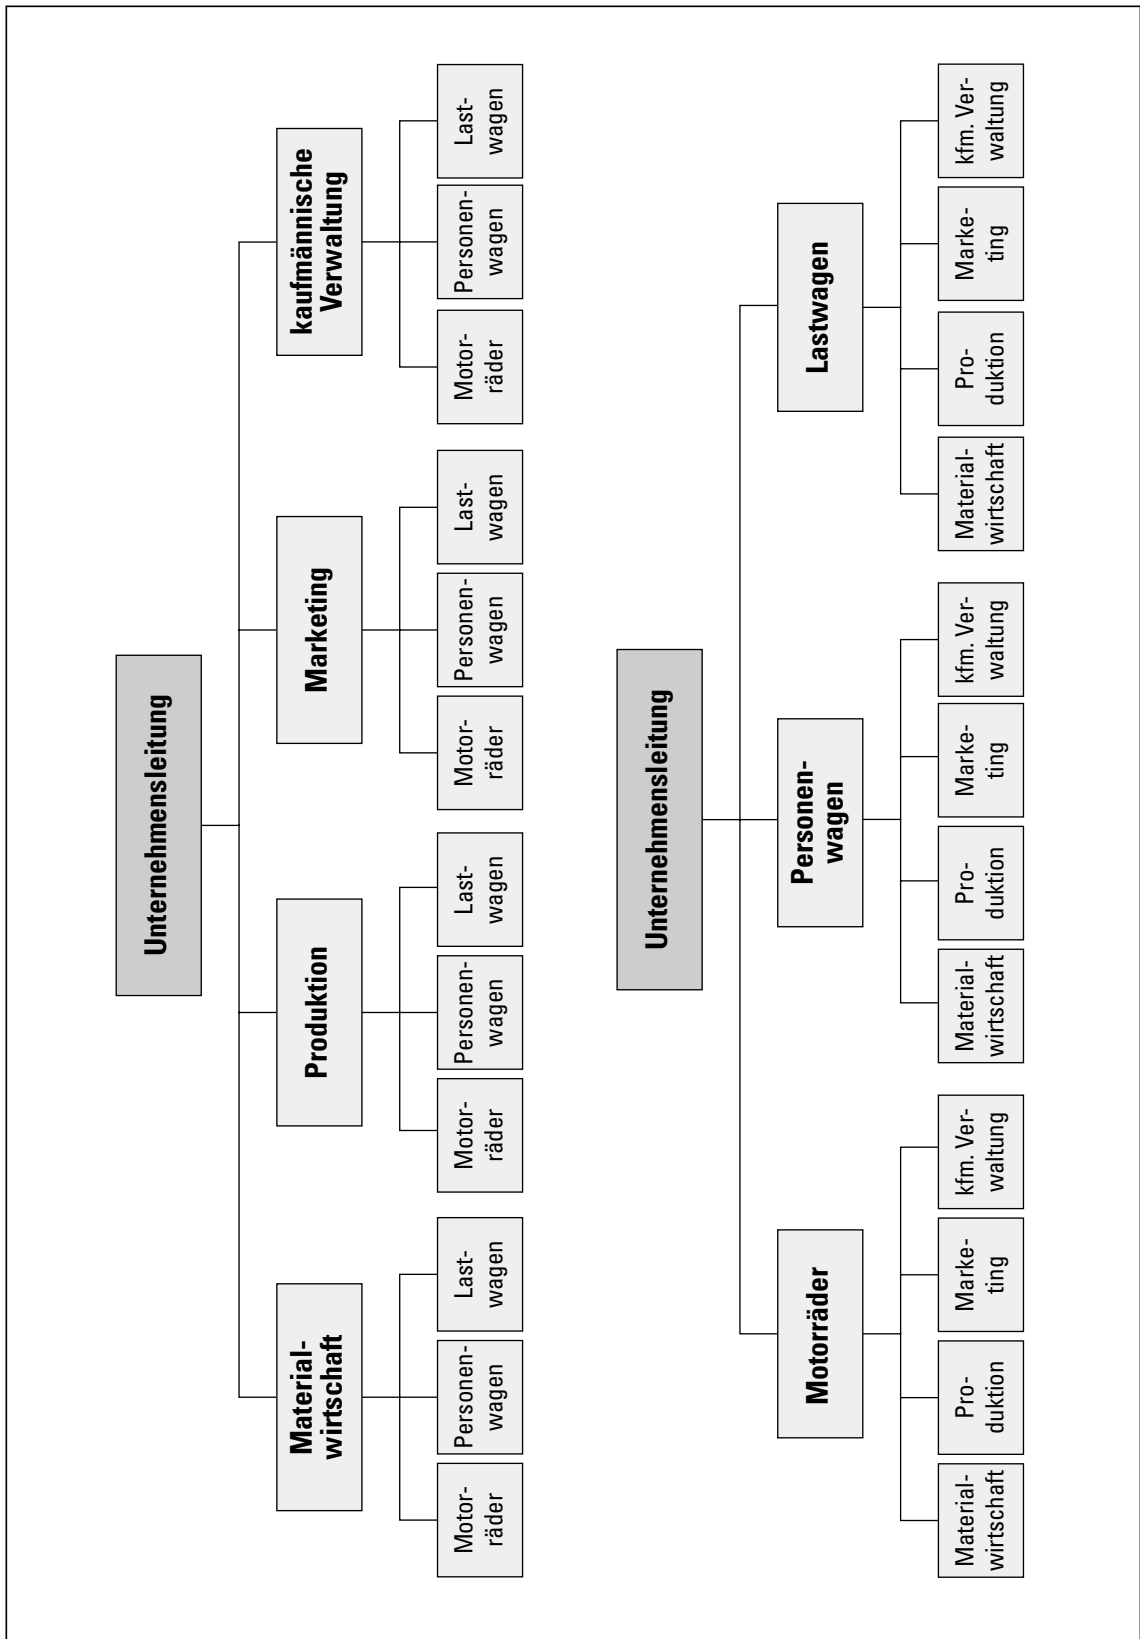 Unternehmensleitung
Material-
wirtschaft
Produktion
Marketing
kaufmännische
Verwaltung
Motor-
räder
Personen-
wagen
Last-
wagen
Motor-
räder
Personen-
wagen
Last-
wagen
Motor-
räder
Personen-
wagen
Last-
wagen
Motor-
räder
Personen-
wagen
Last-
wagen
Unternehmensleitung
Motorräder
Personen-
wagen
Lastwagen
Material-
wirtschaft
Pro-
duktion
Marke-
ting
kfm. Ver-
waltung
Material-
wirtschaft
Pro-
duktion
Marke-
ting
kfm. Ver-
waltung
Material-
wirtschaft
Pro-
duktion
Marke-
ting
kfm. Ver-
waltung